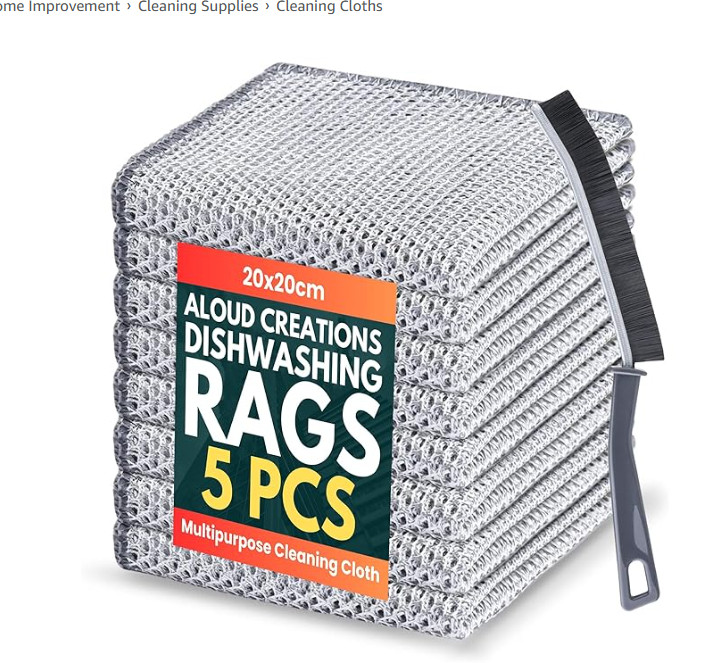 ome Improvement › Cleaning Supplies › Cleaning Cloths
20x20cm
ALOUD CREATIONS
DISHWASHING
RAGS
5 PCS
Multipurpose Cleaning Cloth